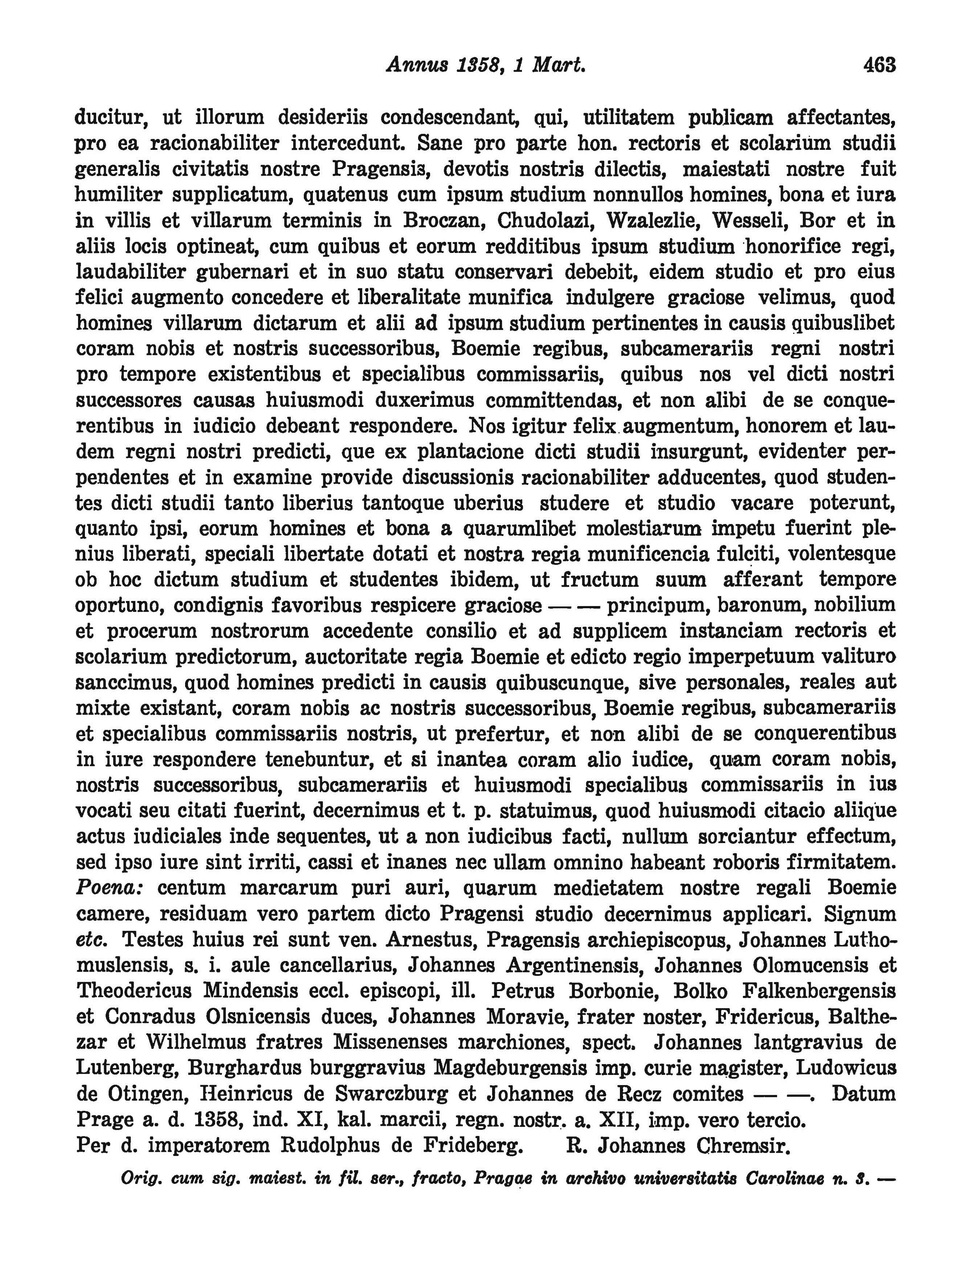 Annus 1358, 1 Mart. 463
ducitur, ut illorum desideriis condescendant, qui, utilitatem publicam affectantes,
pro ea racionabiliter intercedunt. Sane pro parte hon. rectoris et scolarium studii
generalis civitatis nostre Pragensis, devotis nostris dilectis, maiestati nostre fuit
humiliter supplicatum, quatenus cum ipsum studium nonnullos homines, bona et iura
in villis et villarum terminis in Broczan, Chudolazi, Wzalezlie, Wesseli, Bor et in
aliis locis optineat, cum quibus et eorum redditibus ipsum studium honorifice regi,
laudabiliter gubernari et in suo statu conservari debebit, eidem studio et pro eius
felici augmento concedere et liberalitate munifica indulgere graciose velimus, quod
homines villarum dictarum et alii ad ipsum studium pertinentes in causis quibuslibet
coram nobis et nostris successoribus, Boemie regibus, subcamerariis regni nostri
pro tempore existentibus et specialibus commissariis, quibus nos vel dicti nostri
successores causas huiusmodi duxerimus committendas, et non alibi de se conque-
rentibus in iudicio debeant respondere. Nos igitur felix augmentum, honorem et lau-
dem regni nostri predicti, que ex plantacione dicti studii insurgunt, evidenter per-
pendentes et in examine provide discussionis racionabiliter adducentes, quod studen-
tes dicti studii tanto liberius tantoque uberius studere et studio vacare poterunt,
quanto ipsi, eorum homines et bona a quarumlibet molestiarum impetu fuerint ple-
nius liberati, speciali libertate dotati et nostra regia munificencia fulciti, volentesque
ob hoc dictum studium et studentes ibidem, ut fructum suum afferant tempore
oportuno, condignis favoribus respicere graciose — — principum, baronum, nobilium
et procerum nostrorum accedente consilio et ad supplicem instanciam rectoris et
scolarium predictorum, auctoritate regia Boemie et edicto regio imperpetuum valituro
sanccimus, quod homines predicti in causis quibuscunque, sive personales, reales aut
mixte existant, coram nobis ac nostris successoribus, Boemie regibus, subcamerariis
et specialibus commissariis nostris, ut prefertur, et non alibi de se conquerentibus
in iure respondere tenebuntur, et si inantea coram alio iudice, quam coram nobis,
nostris successoribus, subcamerariis et huiusmodi specialibus commissariis in ius
vocati seu citati fuerint, decernimus et t. p. statuimus, quod huiusmodi citacio aliique
actus iudiciales inde sequentes, ut a non iudicibus facti, nullum sorciantur effectum,
sed ipso iure sint irriti, cassi et inanes nec ullam omnino habeant roboris firmitatem.
Poena: centum marcarum puri auri, quarum medietatem nostre regali Boemie
camere, residuam vero partem dicto Pragensi studio decernimus applicari. Signum
etc. Testes huius rei sunt ven. Arnestus, Pragensis archiepiscopus, Johannes Lutho-
muslensis, s. i. aule cancellarius, Johannes Argentinensis, Johannes Olomucensis et
Theodericus Mindensis eccl. episcopi, ill. Petrus Borbonie, Bolko Falkenbergensis
et Conradus Olsnicensis duces, Johannes Moravie, frater noster, Fridericus, Balthe-
zar et Wilhelmus fratres Missenenses marchiones, spect. Johannes lantgravius de
Lutenberg, Burghardus burggravius Magdeburgensis imp. curie magister, Ludowicus
de Otingen, Heinricus de Swarczburg et Johannes de Recz comites — —. Datum
Prage a. d. 1358, ind. XI, kal. marcii, regn. nostr. a. XII, imp. vero tercio.
Per d. imperatorem Rudolphus de Frideberg. R. Johannes Chremsir.
Orig. cum sig. maiest. in fil. ser., fracto, Pragae in archivo universitatis Carolinae n. 3. —